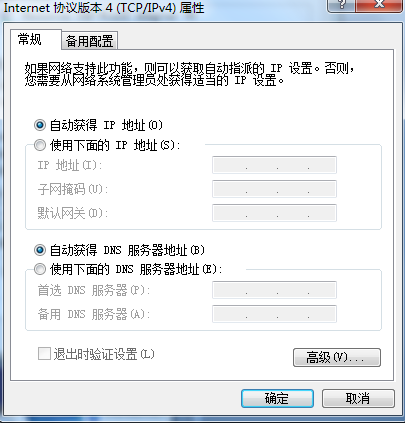 Internet 协议版本 4 (TCP/IPv4) 属性
常规
备用配置
如果网络支持此功能，则可以获取自动指派的 IP 设置。否则，
您需要从网络系统管理员处获得适当的 IP 设置。
自动获得 IP 地址(O)
使用下面的 IP 地址(S):
IP 地址(I):
子网掩码(U):
默认网关(D):
自动获得 DNS 服务器地址(B)
使用下面的 DNS 服务器地址(E):
首选 DNS 服务器(P):
备用 DNS 服务器(A):
退出时验证设置(L)
高级(V)...
确定
取消